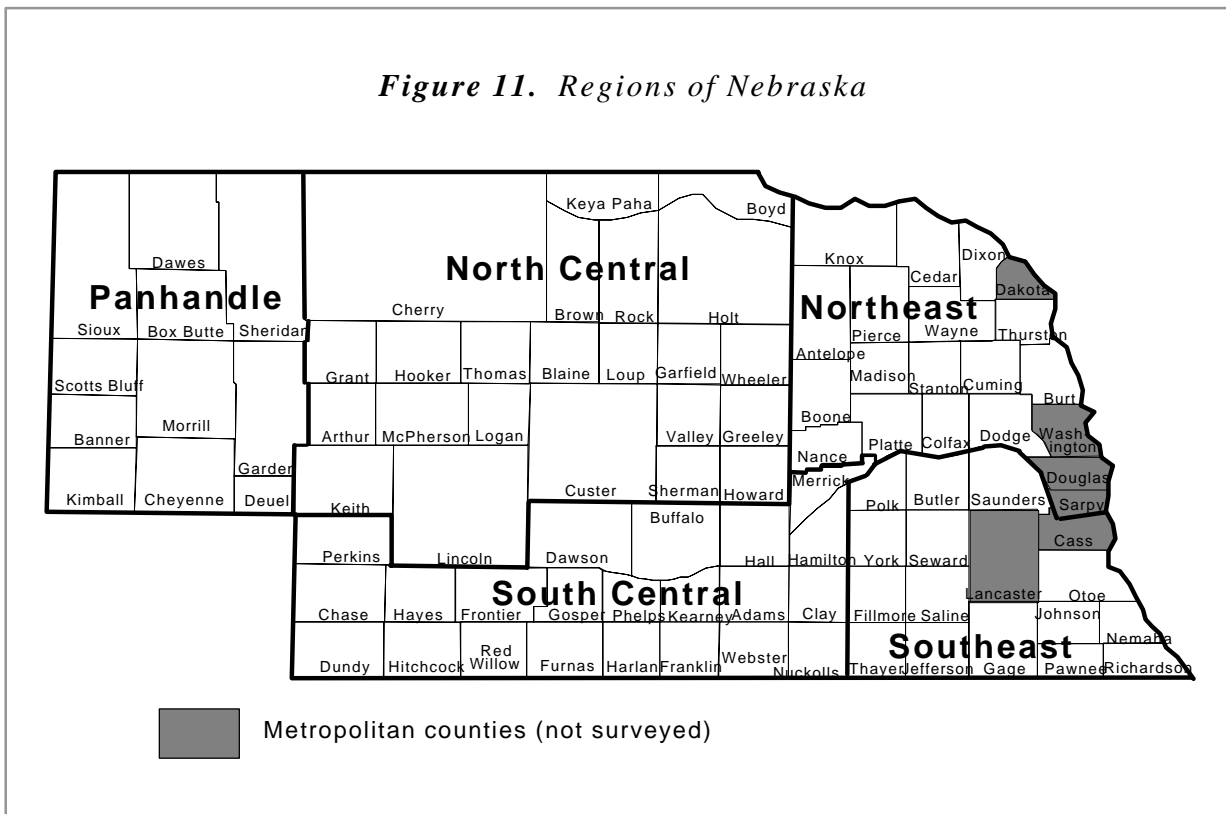 Figure 11. Regions of Nebraska
Keya Paha
Boyd
Knox
Dixon
Cedar
Dakota
Dawes
North Central
Panhandle
Northeast
Sioux
Box Butte
Sheridan
Cherry
Brown
Rock
Holt
Pierce
Wayne
Thurston
Antelope
Scotts Bluff
Grant
Hooker
Thomas
Blaine
Loup
Garfield
Wheeler
Madison
Stanton
Cuming
Burt
Banner
Morrill
Arthur
McPherson
Logan
Valley
Greeley
Boone
Platte
Colfax
Dodge
Wash
ington
Nance
Garden
Kimball
Cheyenne
Deuel
Keith
Custer
Sherman
Howard
Merrick
Polk
Butler
Saunders
Douglas
Sarpy
Buffalo
Cass
Perkins
Lincoln
Dawson
Hall
Hamilton
York
Seward
South Central
Lancaster
Otoe
Chase
Hayes
Frontier
Gosper
Phelps
Kearney
Adams
Clay
Fillmore
Saline
Johnson
Nemaha
Southeast
Dundy
Hitchcock
Red
Willow
Furnas
Harlan
Franklin
Webster
Nuckolls
Thayer
Jefferson
Gage
Pawnee
Richardson
Metropolitan counties (not surveyed)